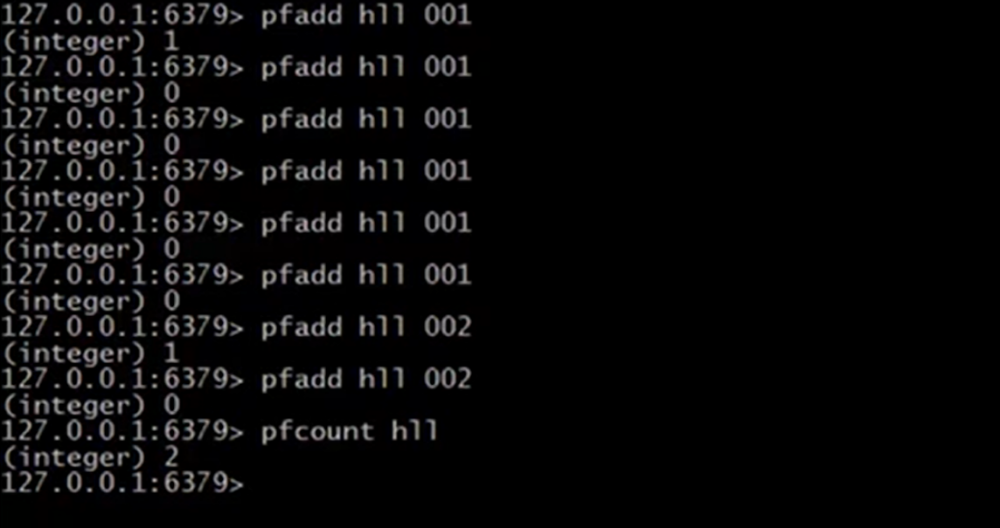 127.0.0.1:6379> pfadd hll 001
(integer) 1
127.0.0.1:6379> pfadd hll 001
(integer) 0
127.0.0.1:6379> pfadd hll 001
(integer) 0
127.0.0.1:6379> pfadd hll 001
(integer) 0
127.0.0.1:6379> pfadd hll 001
(integer) 0
127.0.0.1:6379> pfadd hll 001
(integer) 0
127.0.0.1:6379> pfadd hll 002
(integer) 1
127.0.0.1:6379> pfadd hll 002
(integer) 0
127.0.0.1:6379> pfcount hll
(integer) 2
127.0.0.1:6379>